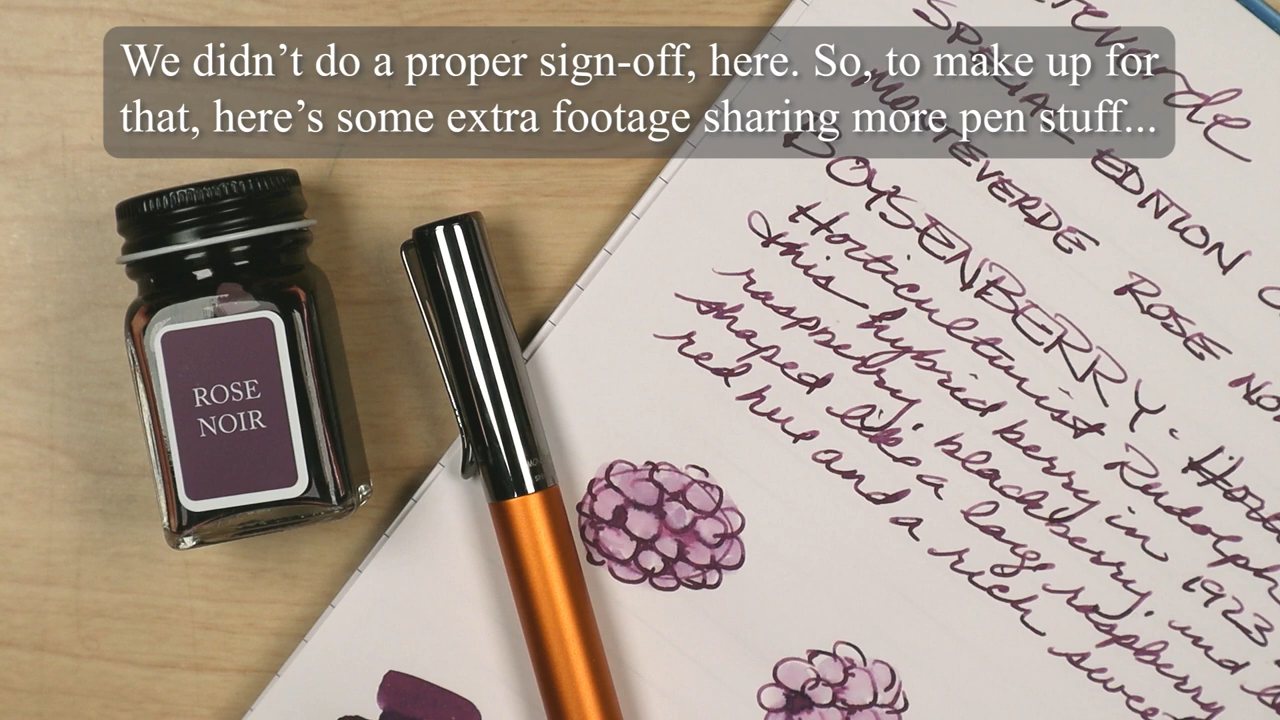 We didn’t do a proper sign-off, here. So, to make up for
that, here’s some extra footage sharing more pen stuff...
ROSE
NOIR
SPECIAL EDITION
MONTEVERDE ROSE
BOYSENBERRY - 
Horticulturist Rudolph
this hybrid berry in 1923
raspberry, blackberry, and
shaped like a large raspberry
red hue and a rich sweet